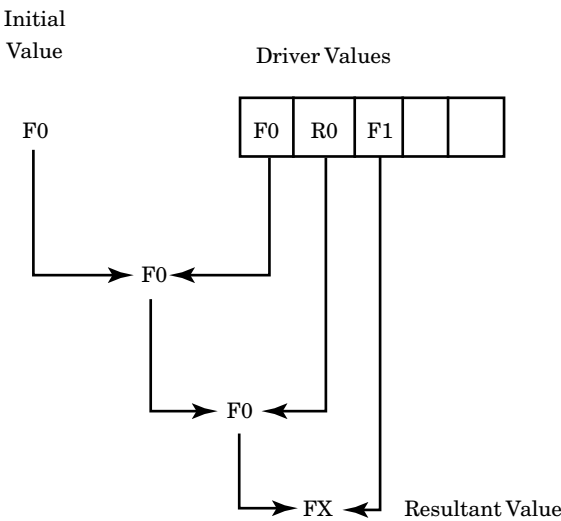 Initial
Value
Driver Values
F0
F0 R0 F1
F0
F0
FX
Resultant Value